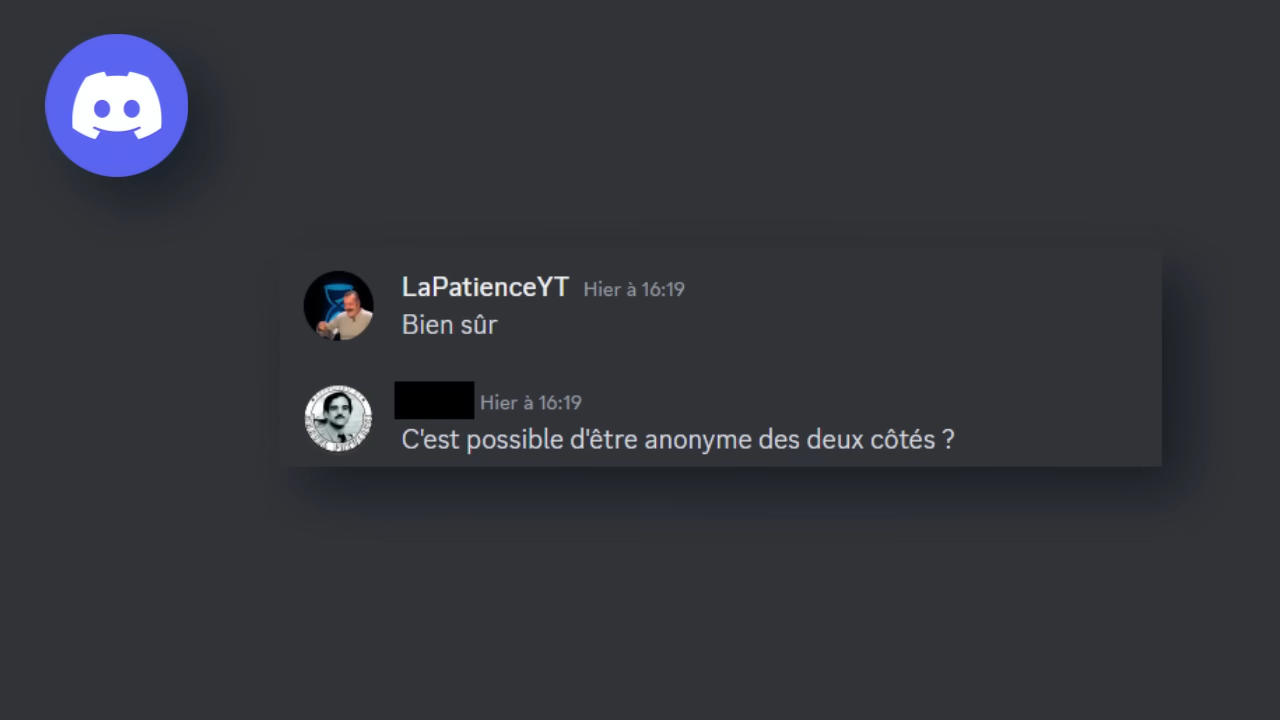 LaPatienceYT Hier à 16:19
Bien sûr
Hier à 16:19
C'est possible d'être anonyme des deux côtés ?